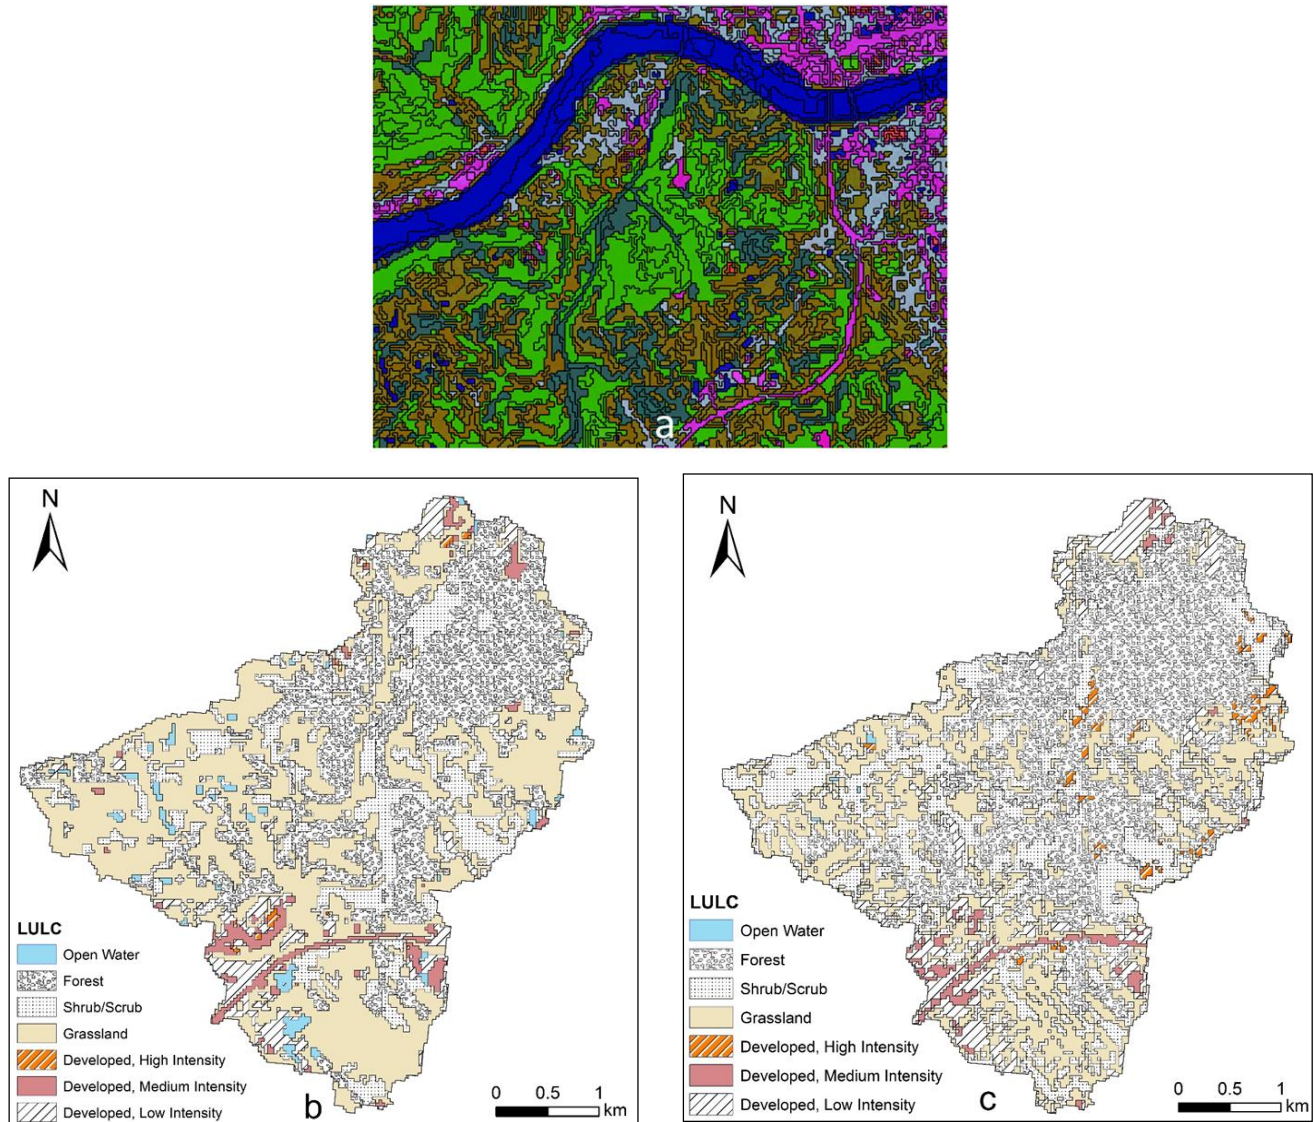 a
N
LULC
Open Water
Forest
Shrub/Scrub
Grassland
Developed, High Intensity
Developed, Medium Intensity
Developed, Low Intensity
b
0 0.5 1
km
N
LULC
Open Water
Forest
Shrub/Scrub
Grassland
Developed, High Intensity
Developed, Medium Intensity
Developed, Low Intensity
c
0 0.5 1
km